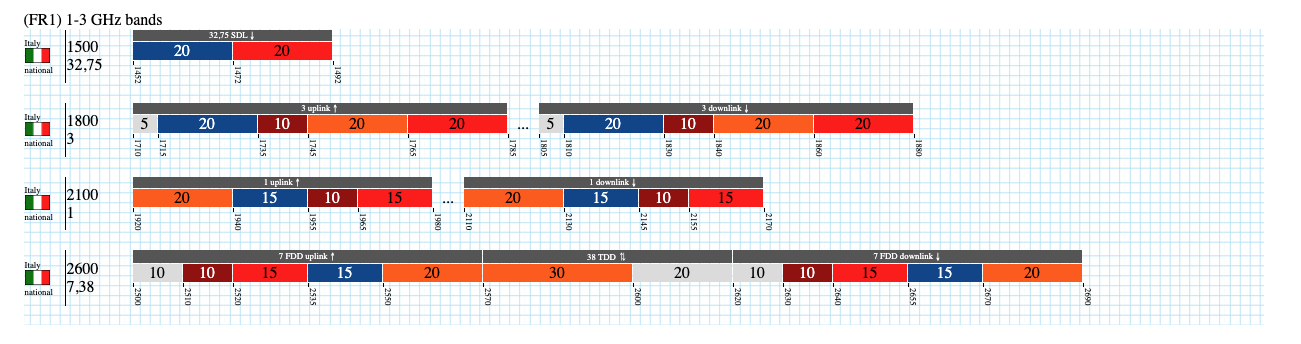 (FR1) 1-3 GHz bands
Italy
national
1500
32,75
32,75 SDL ↓
20 20
1452 1472 1492
Italy
national
1800
3
3 uplink ↑ 3 downlink ↓
5 20 10 20 20 ... 5 20 10 20 20
1710 1715 1735 1745 1765 1785 1805 1810 1830 1840 1860 1880
Italy
national
2100
1
1 uplink ↑ 1 downlink ↓
20 15 10 15 ... 20 15 10 15
1920 1940 1955 1965 1980 2110 2130 2145 2155 2170
Italy
national
2600
7,38
7 FDD uplink ↑ 38 TDD ⇅ 7 FDD downlink ↓
10 10 15 15 20 30 20 10 10 15 15 20
2500 2510 2520 2535 2550 2570 2600 2620 2630 2640 2655 2670 2690